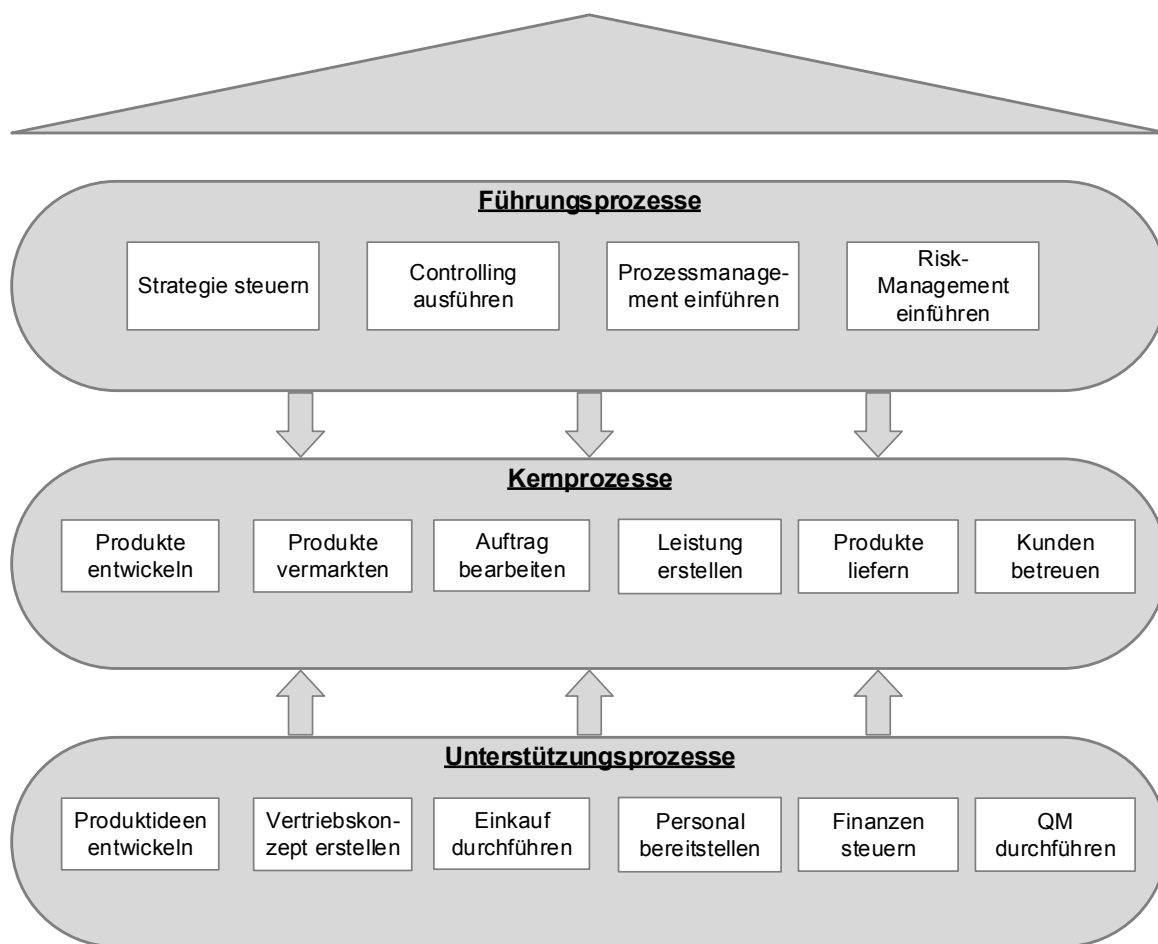 Führungsprozesse
Strategie steuern
Controlling
ausführen
Prozessmanage-
ment einführen
Risk-
Management
einführen
Kernprozesse
Produkte
entwickeln
Produkte
vermarkten
Auftrag
bearbeiten
Leistung
erstellen
Produkte
liefern
Kunden
betreuen
Unterstützungsprozesse
Produktideen
entwickeln
Vertriebskon-
zept erstellen
Einkauf
durchführen
Personal
bereitstellen
Finanzen
steuern
QM
durchführen